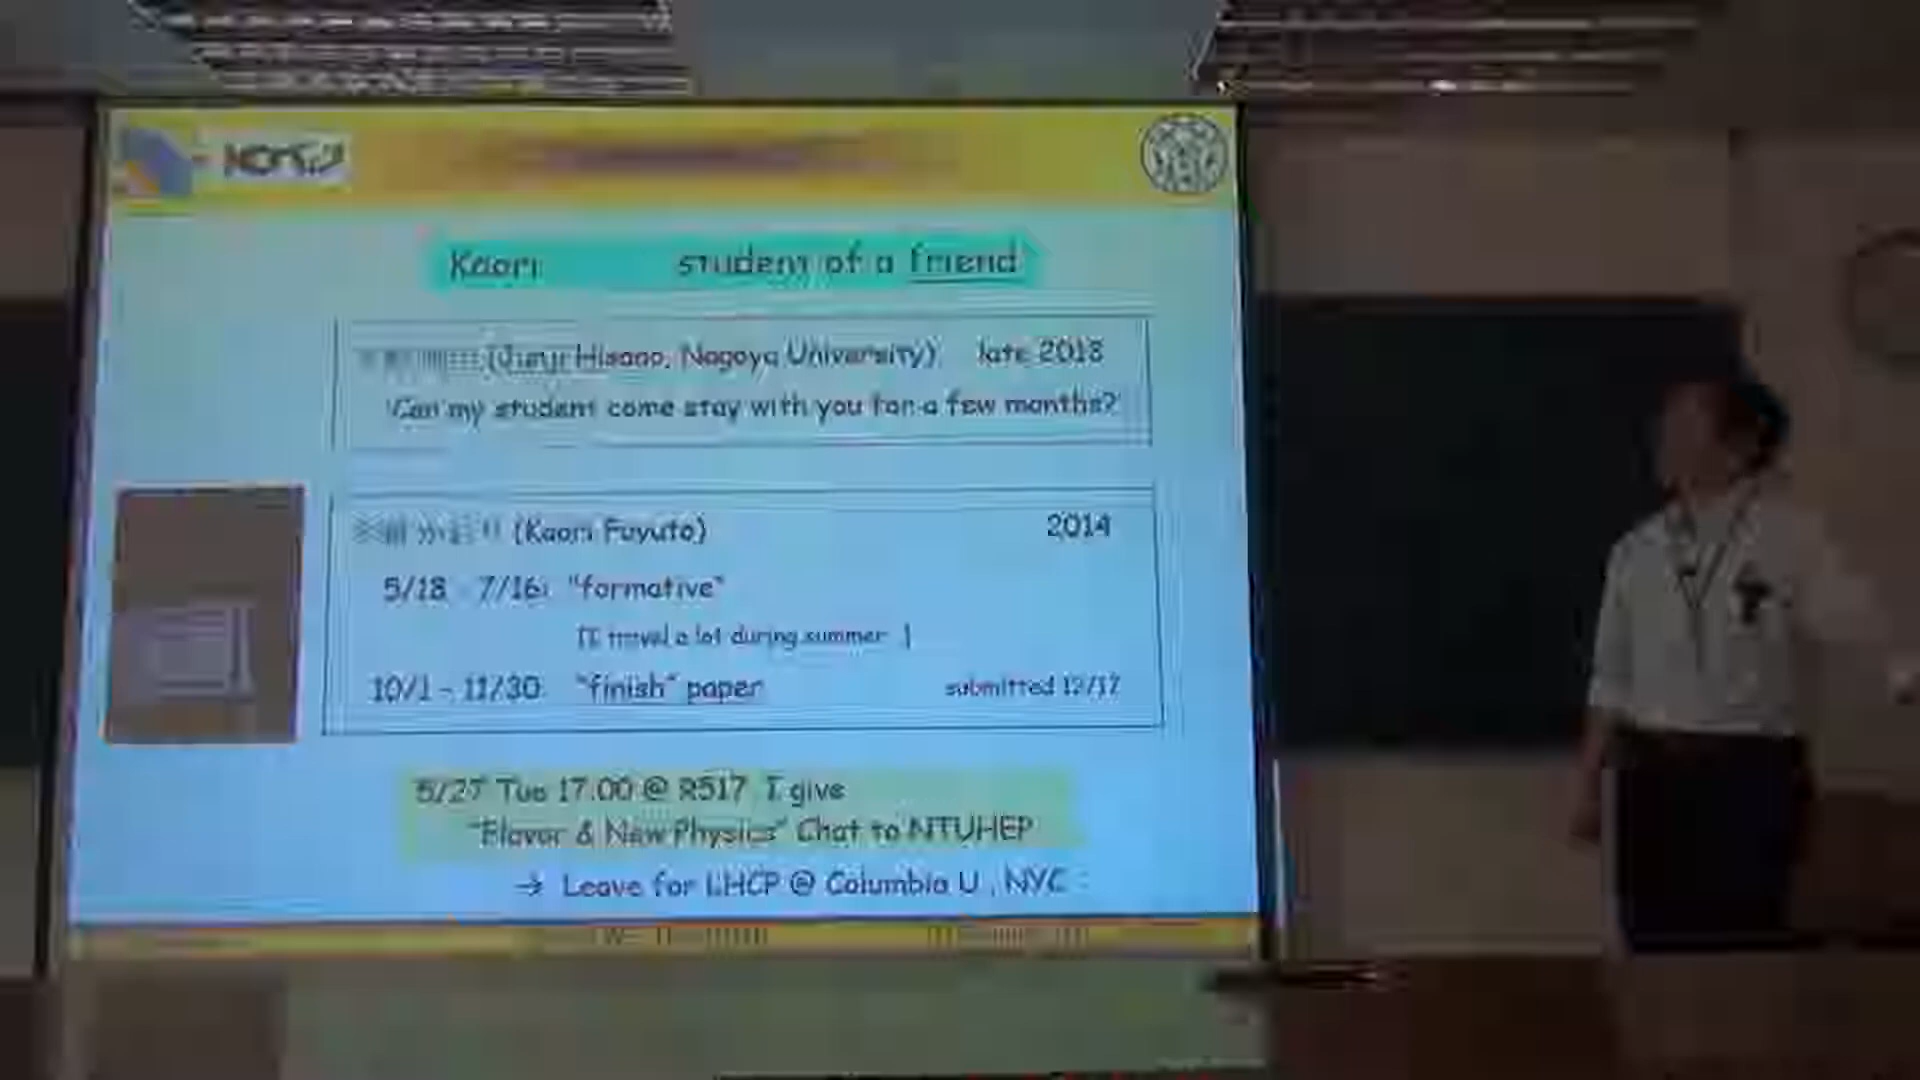 Kaori student of a friend
(Junji Hisano, Nagoya University) late 2013
"Can my student come stay with you for a few months?"
(Kaori Fuyuto) 2014
5/18 - 7/16: "formative"
[I travel a lot during summer ]
10/1 - 11/30: "finish" paper submitted 12/17
5/27 Tue 17:00 @ R517 I give
"Flavor & New Physics" Chat to NTUHEP
→ Leave for LHCP @ Columbia U., NYC